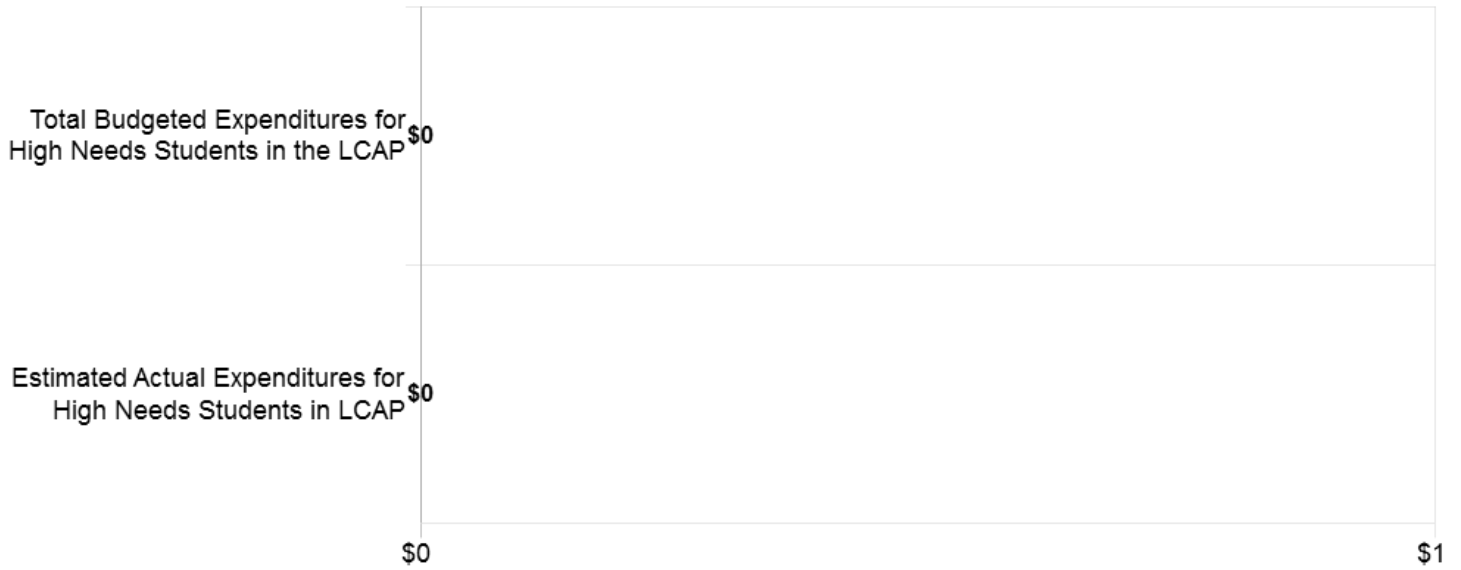 Total Budgeted Expenditures for
High Needs Students in the LCAP
$0
Estimated Actual Expenditures for
High Needs Students in LCAP
$0
$0
$1